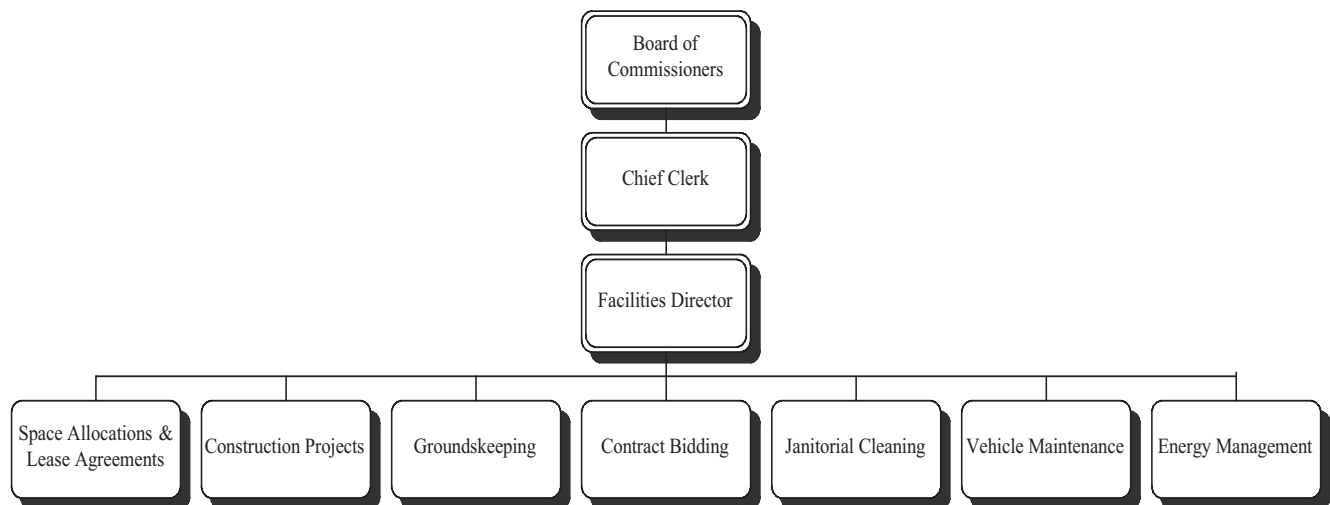 Board of
Commissioners
Chief Clerk
Facilities Director
Space Allocations &
Lease Agreements
Construction Projects
Groundskeeping
Contract Bidding
Janitorial Cleaning
Vehicle Maintenance
Energy Management